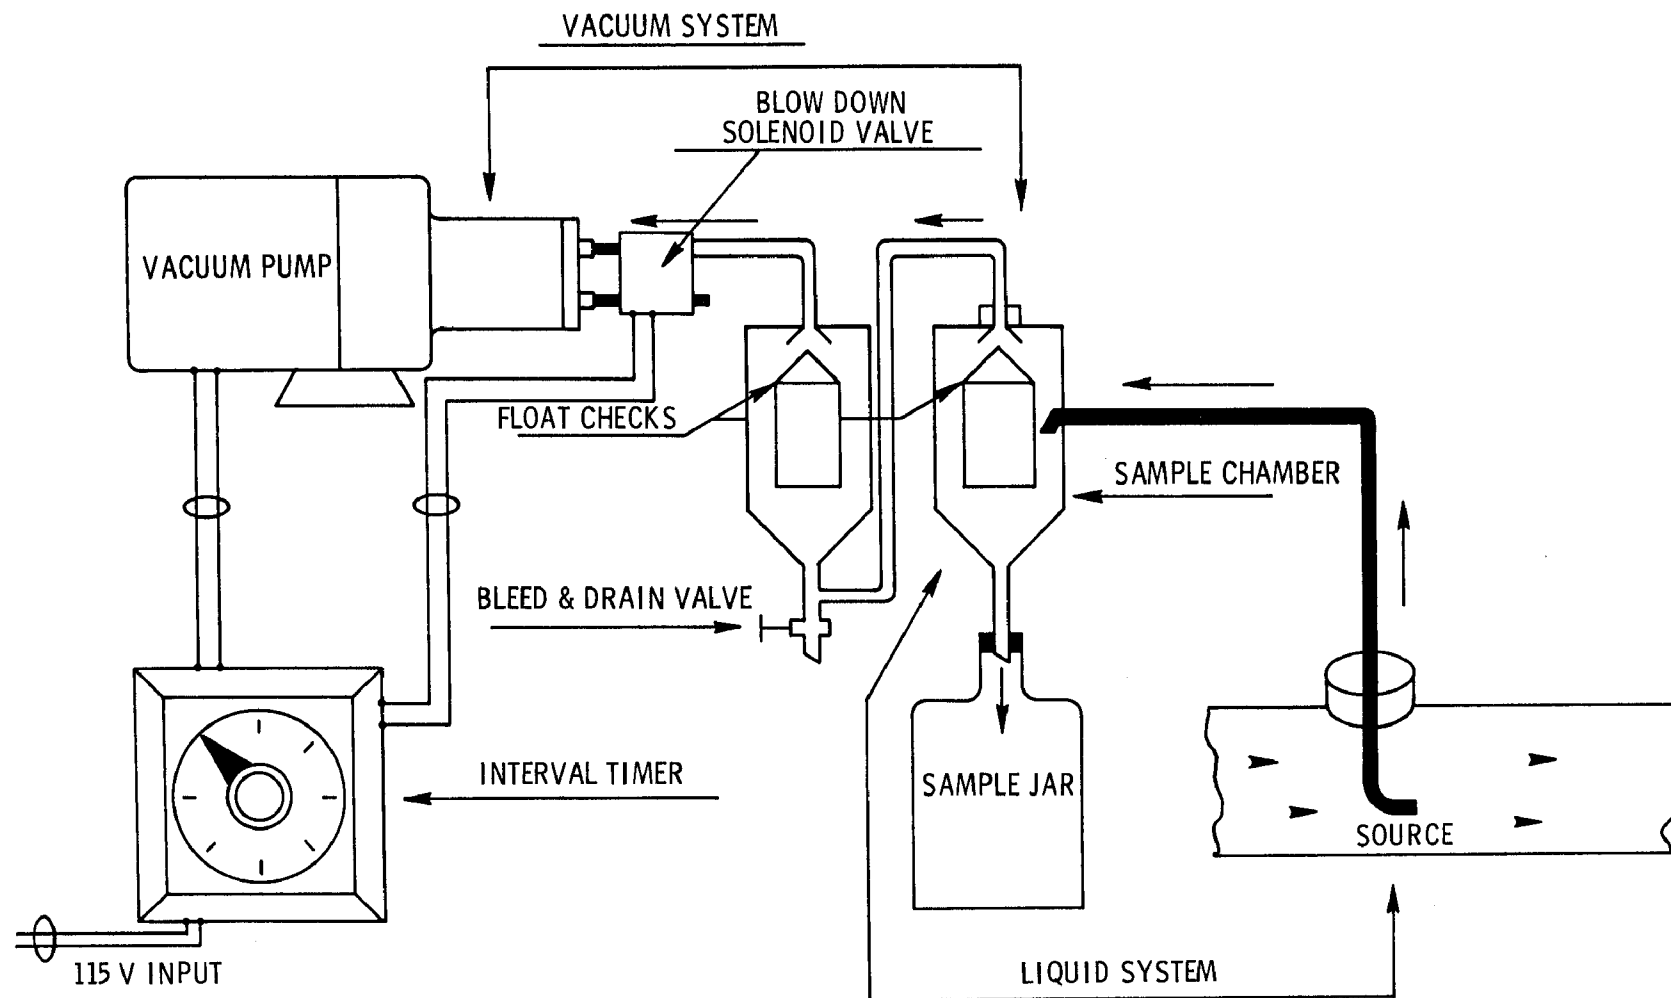 VACUUM SYSTEM
BLOW DOWN
SOLENOID VALVE
VACUUM PUMP
FLOAT CHECKS
SAMPLE CHAMBER
BLEED & DRAIN VALVE
INTERVAL TIMER
SAMPLE JAR
SOURCE
115 V INPUT
LIQUID SYSTEM